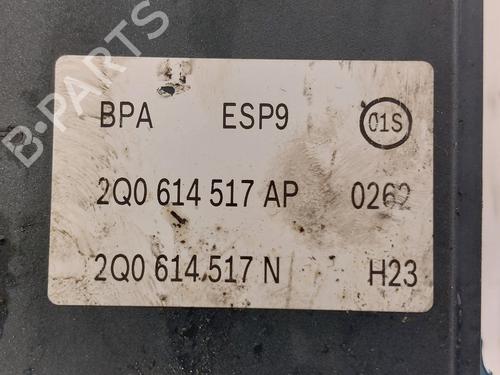 B-PARTS
BPA ESP9 01S
2Q0 614 517 AP 0262
2Q0 614 517 N H23